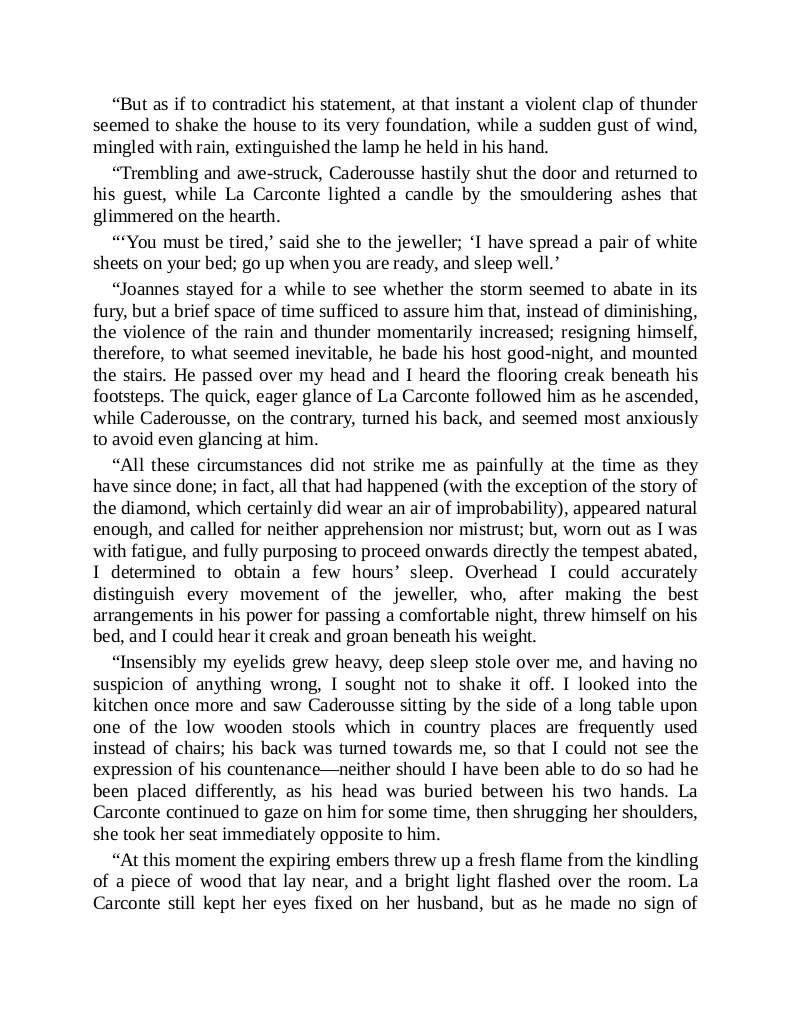 “But as if to contradict his statement, at that instant a violent clap of thunder
seemed to shake the house to its very foundation, while a sudden gust of wind,
mingled with rain, extinguished the lamp he held in his hand.
“Trembling and awe-struck, Caderousse hastily shut the door and returned to
his guest, while La Carconte lighted a candle by the smouldering ashes that
glimmered on the hearth.
“‘You must be tired,’ said she to the jeweller; ‘I have spread a pair of white
sheets on your bed; go up when you are ready, and sleep well.’
“Joannes stayed for a while to see whether the storm seemed to abate in its
fury, but a brief space of time sufficed to assure him that, instead of diminishing,
the violence of the rain and thunder momentarily increased; resigning himself,
therefore, to what seemed inevitable, he bade his host good-night, and mounted
the stairs. He passed over my head and I heard the flooring creak beneath his
footsteps. The quick, eager glance of La Carconte followed him as he ascended,
while Caderousse, on the contrary, turned his back, and seemed most anxiously
to avoid even glancing at him.
“All these circumstances did not strike me as painfully at the time as they
have since done; in fact, all that had happened (with the exception of the story of
the diamond, which certainly did wear an air of improbability), appeared natural
enough, and called for neither apprehension nor mistrust; but, worn out as I was
with fatigue, and fully purposing to proceed onwards directly the tempest abated,
I determined to obtain a few hours’ sleep. Overhead I could accurately
distinguish every movement of the jeweller, who, after making the best
arrangements in his power for passing a comfortable night, threw himself on his
bed, and I could hear it creak and groan beneath his weight.
“Insensibly my eyelids grew heavy, deep sleep stole over me, and having no
suspicion of anything wrong, I sought not to shake it off. I looked into the
kitchen once more and saw Caderousse sitting by the side of a long table upon
one of the low wooden stools which in country places are frequently used
instead of chairs; his back was turned towards me, so that I could not see the
expression of his countenance—neither should I have been able to do so had he
been placed differently, as his head was buried between his two hands. La
Carconte continued to gaze on him for some time, then shrugging her shoulders,
she took her seat immediately opposite to him.
“At this moment the expiring embers threw up a fresh flame from the kindling
of a piece of wood that lay near, and a bright light flashed over the room. La
Carconte still kept her eyes fixed on her husband, but as he made no sign of